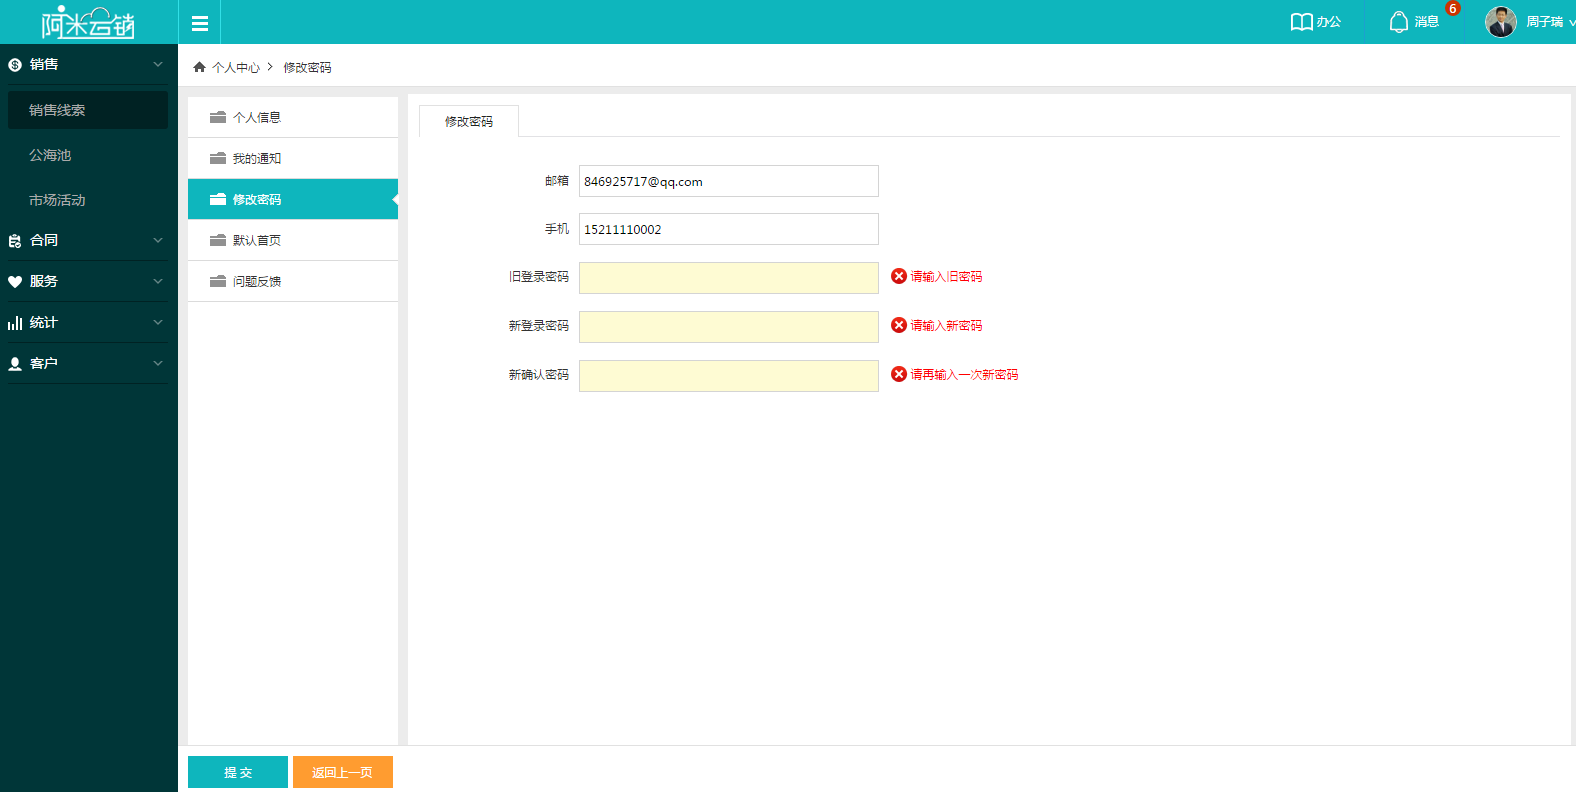 阿米云销
办公
消息
6
周子瑞
销售
销售线索
公海池
市场活动
合同
服务
统计
客户
个人中心 > 修改密码
个人信息
我的通知
修改密码
默认首页
问题反馈
修改密码
邮箱 846925717@qq.com
手机 15211110002
旧登录密码 请输入旧密码
新登录密码 请输入新密码
新确认密码 请再输入一次新密码
提 交
返回上一页